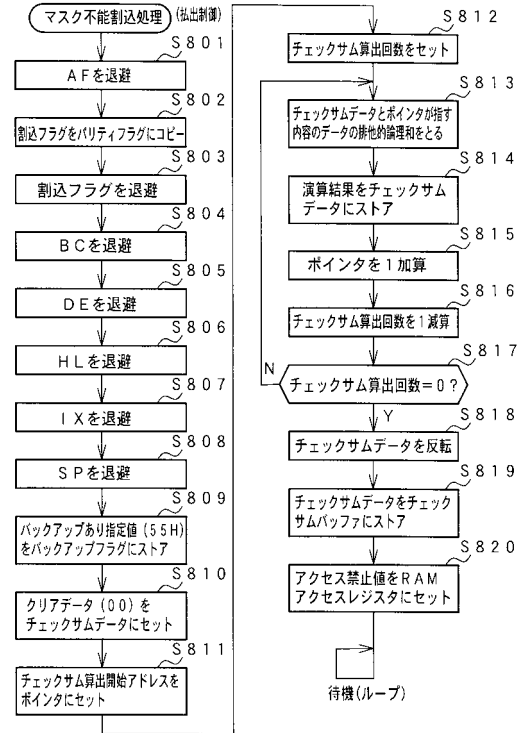 マスク不能割込処理 (払出制御)
S801
AFを退避
S802
割込フラグをパリティフラグにコピー
S803
割込フラグを退避
S804
BCを退避
S805
DEを退避
S806
HLを退避
S807
IXを退避
S808
SPを退避
S809
バックアップあり指定値(55H)
をバックアップフラグにストア
S810
クリアデータ(00)を
チェックサムデータにセット
S811
チェックサム算出開始アドレスを
ポインタにセット
S812
チェックサム算出回数をセット
S813
チェックサムデータとポインタが指す
内容のデータの排他的論理和をとる
S814
演算結果をチェックサム
データにストア
S815
ポインタを1加算
S816
チェックサム算出回数を1減算
S817
N
チェックサム算出回数=0?
Y
S818
チェックサムデータを反転
S819
チェックサムデータをチェック
サムバッファにストア
S820
アクセス禁止値をRAM
アクセスレジスタにセット
待機(ループ)